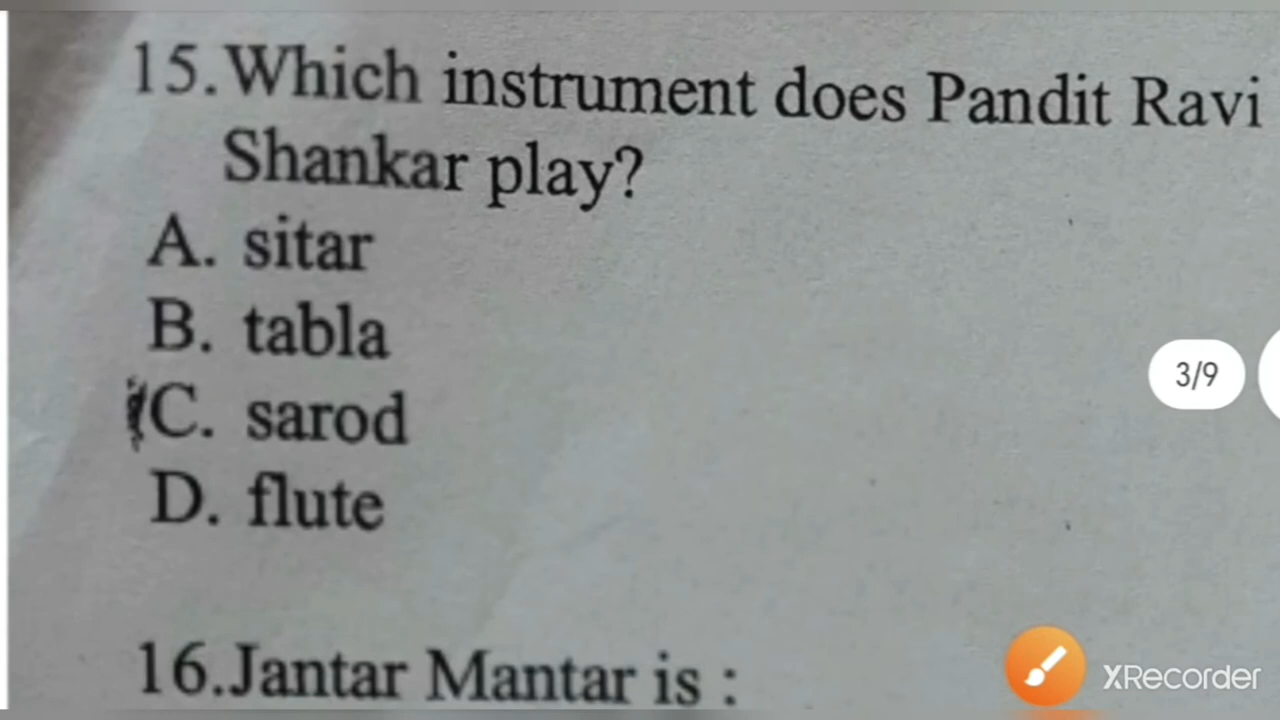 15. Which instrument does Pandit Ravi
Shankar play?
A. sitar
B. tabla
C. sarod
D. flute
3/9
16. Jantar Mantar is :
XRecorder